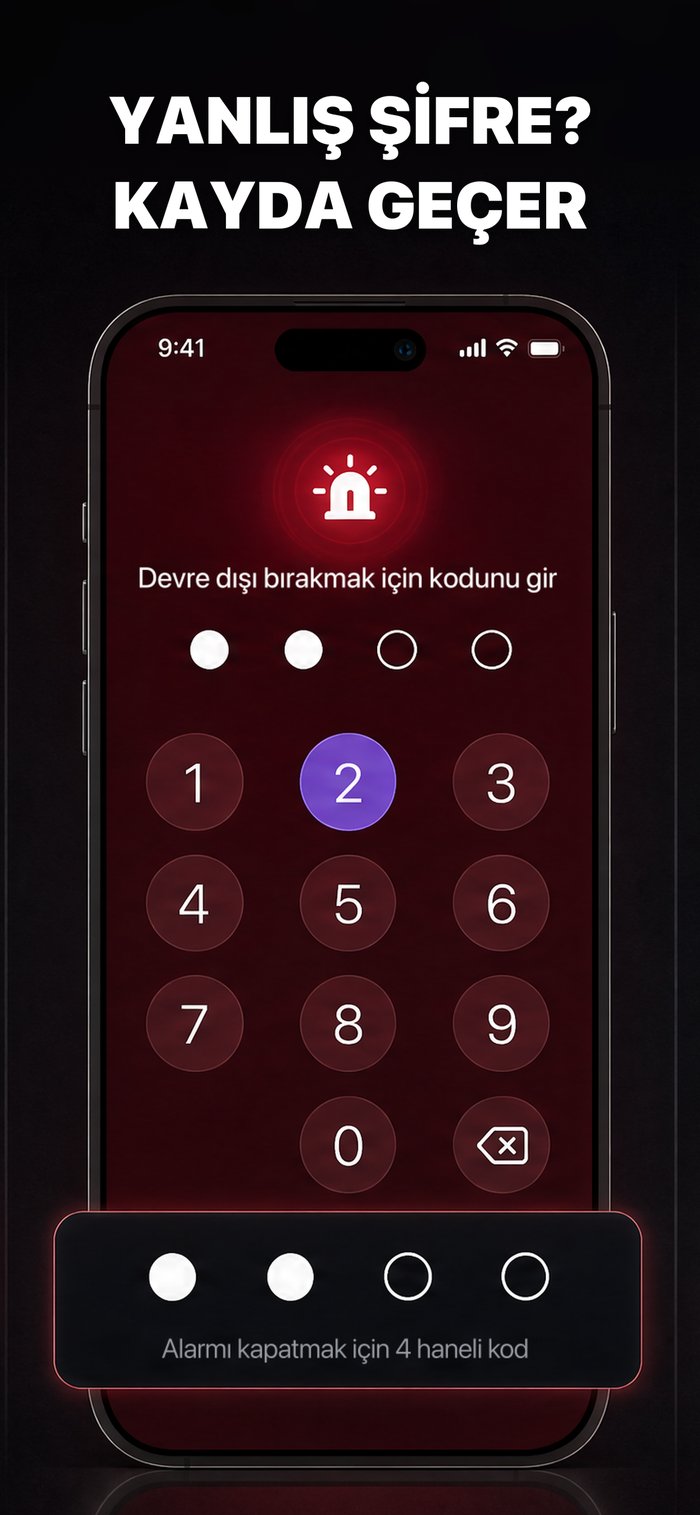 YANLIŞ ŞİFRE?
KAYDA GEÇER
9:41
Devre dışı bırakmak için kodunu gir
1 2 3
4 5 6
7 8 9
0
Alarmı kapatmak için 4 haneli kod